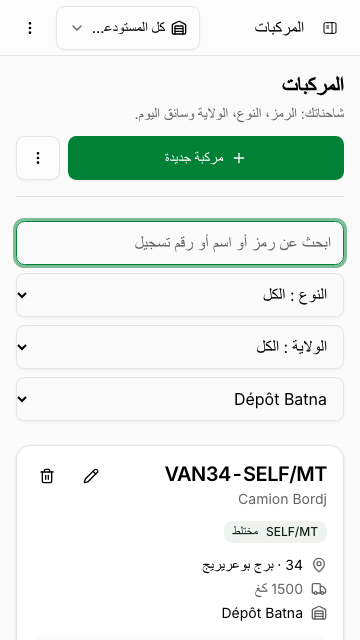 المركبات
كل المستودع...
المركبات
شاحناتك: الرمز، النوع، الولاية وسائق اليوم.
مركبة جديدة
ابحث عن رمز أو اسم أو رقم تسجيل
النوع : الكل
الولاية : الكل
Dépôt Batna
VAN34-SELF/MT
Camion Bordj
SELF/MT مختلط
34 · برج بوعريريج
1500 كغ
Dépôt Batna